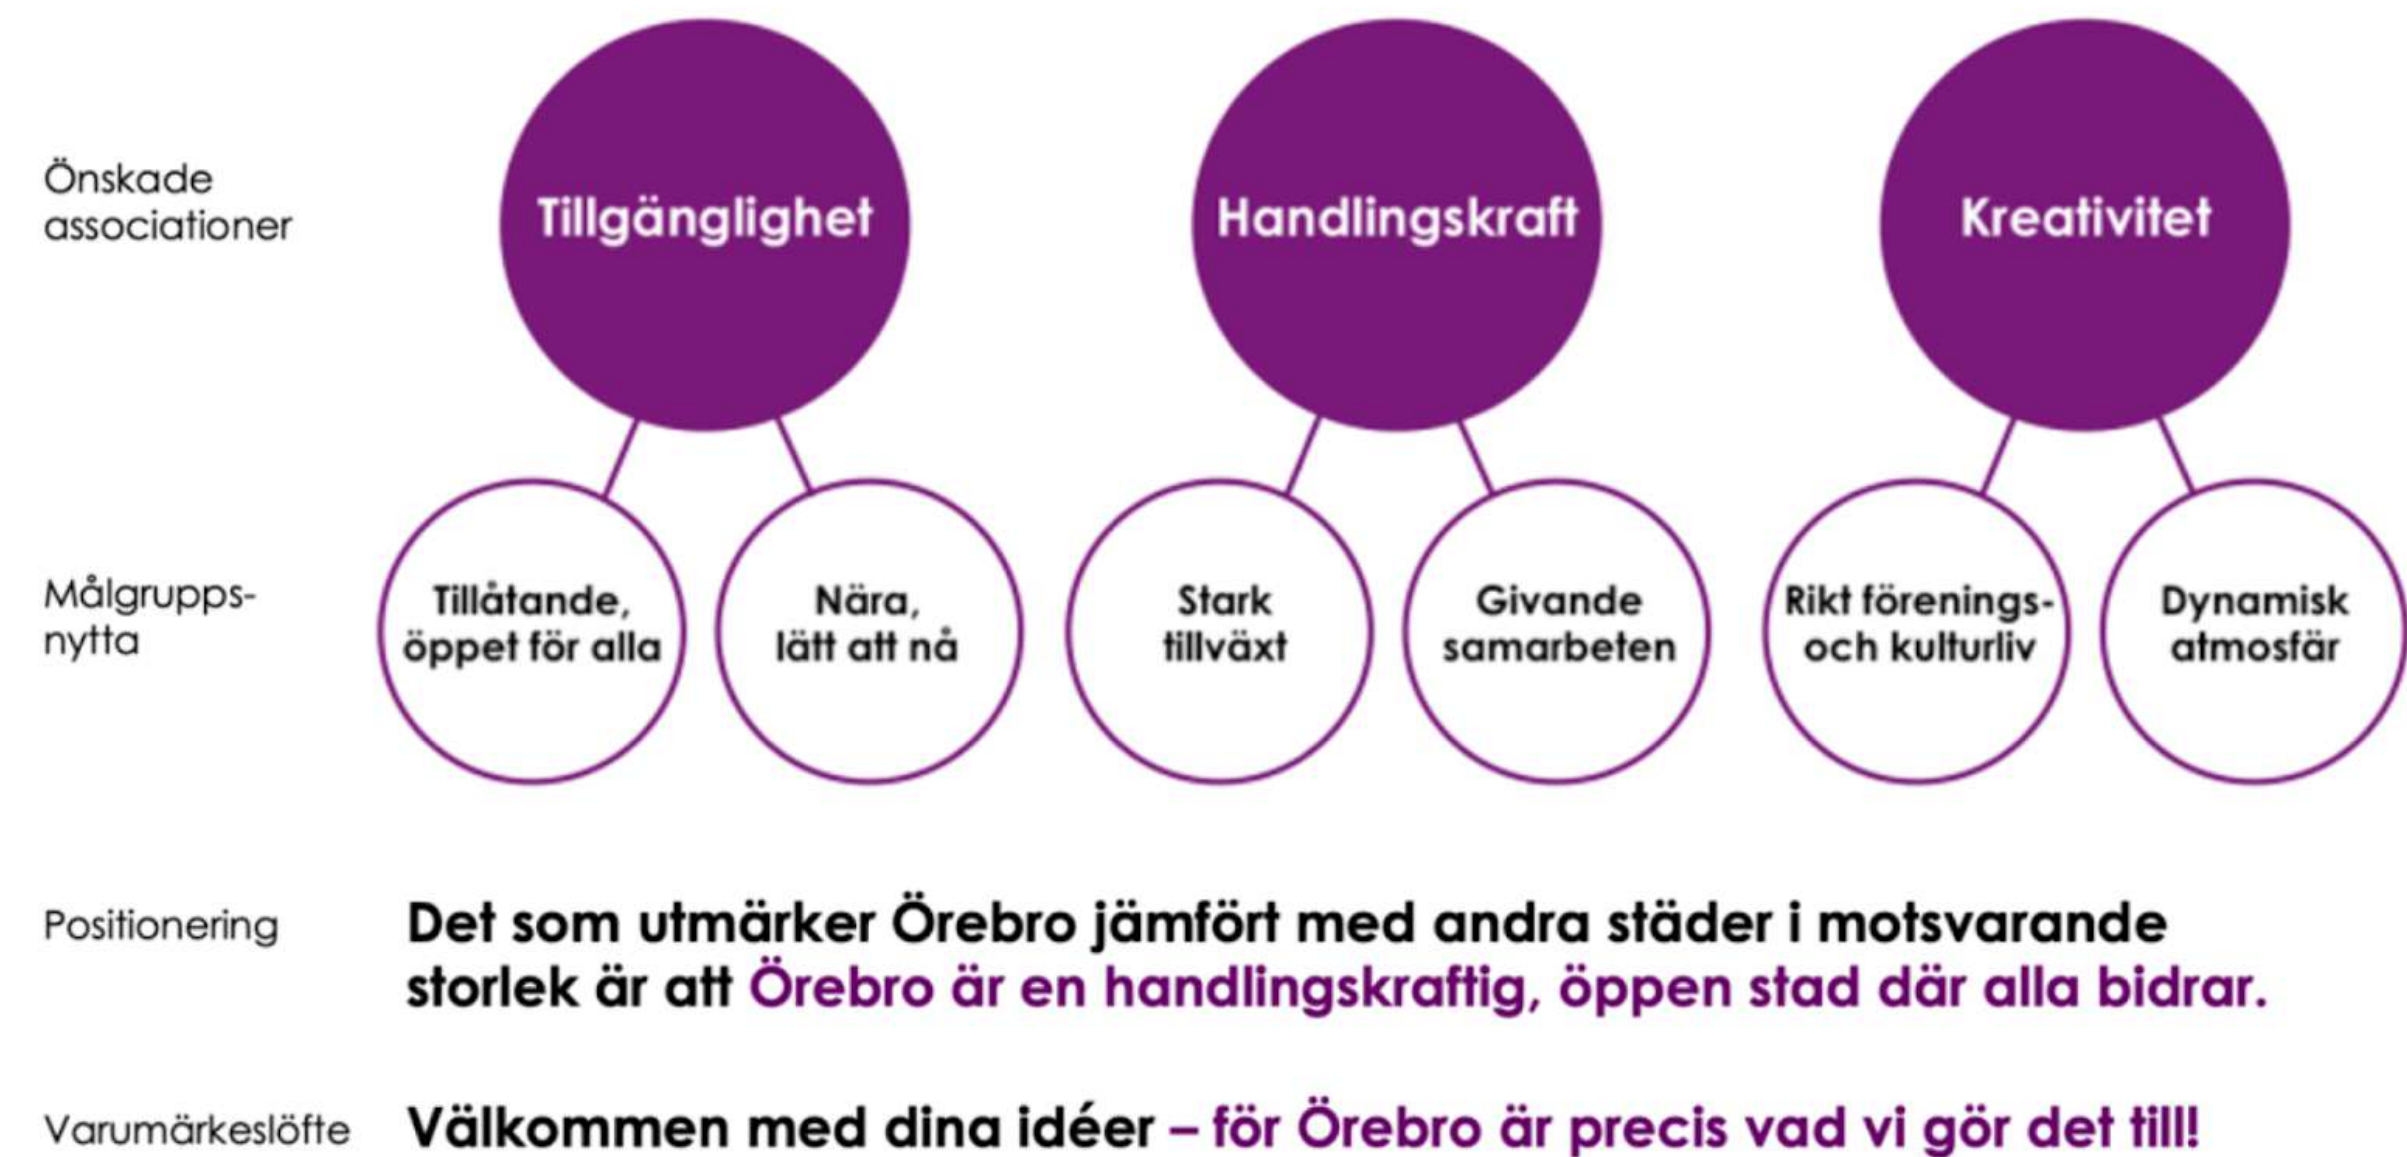 Önskade
associationer
Tillgänglighet
Handlingskraft
Kreativitet
Målgrupps-
nytta
Tillåtande,
öppet för alla
Nära,
lätt att nå
Stark
tillväxt
Givande
samarbeten
Rikt förenings-
och kulturliv
Dynamisk
atmosfär
Positionering
Det som utmärker Örebro jämfört med andra städer i motsvarande
storlek är att Örebro är en handlingskraftig, öppen stad där alla bidrar.
Varumärkeslöfte
Välkommen med dina idéer – för Örebro är precis vad vi gör det till!